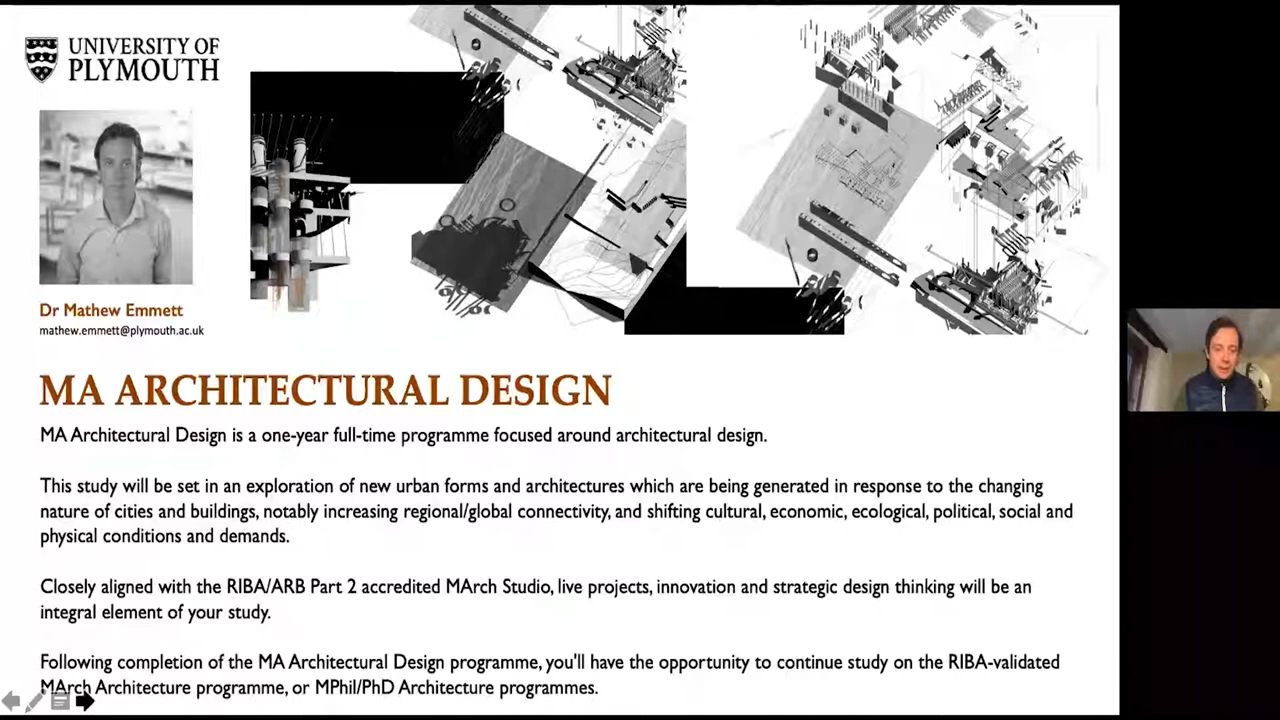 UNIVERSITY OF
PLYMOUTH
Dr Mathew Emmett
mathew.emmett@plymouth.ac.uk
MA ARCHITECTURAL DESIGN
MA Architectural Design is a one-year full-time programme focused around architectural design.
This study will be set in an exploration of new urban forms and architectures which are being generated in response to the changing
nature of cities and buildings, notably increasing regional/global connectivity, and shifting cultural, economic, ecological, political, social and
physical conditions and demands.
Closely aligned with the RIBA/ARB Part 2 accredited MArch Studio, live projects, innovation and strategic design thinking will be an
integral element of your study.
Following completion of the MA Architectural Design programme, you'll have the opportunity to continue study on the RIBA-validated
MArch Architecture programme, or MPhil/PhD Architecture programmes.